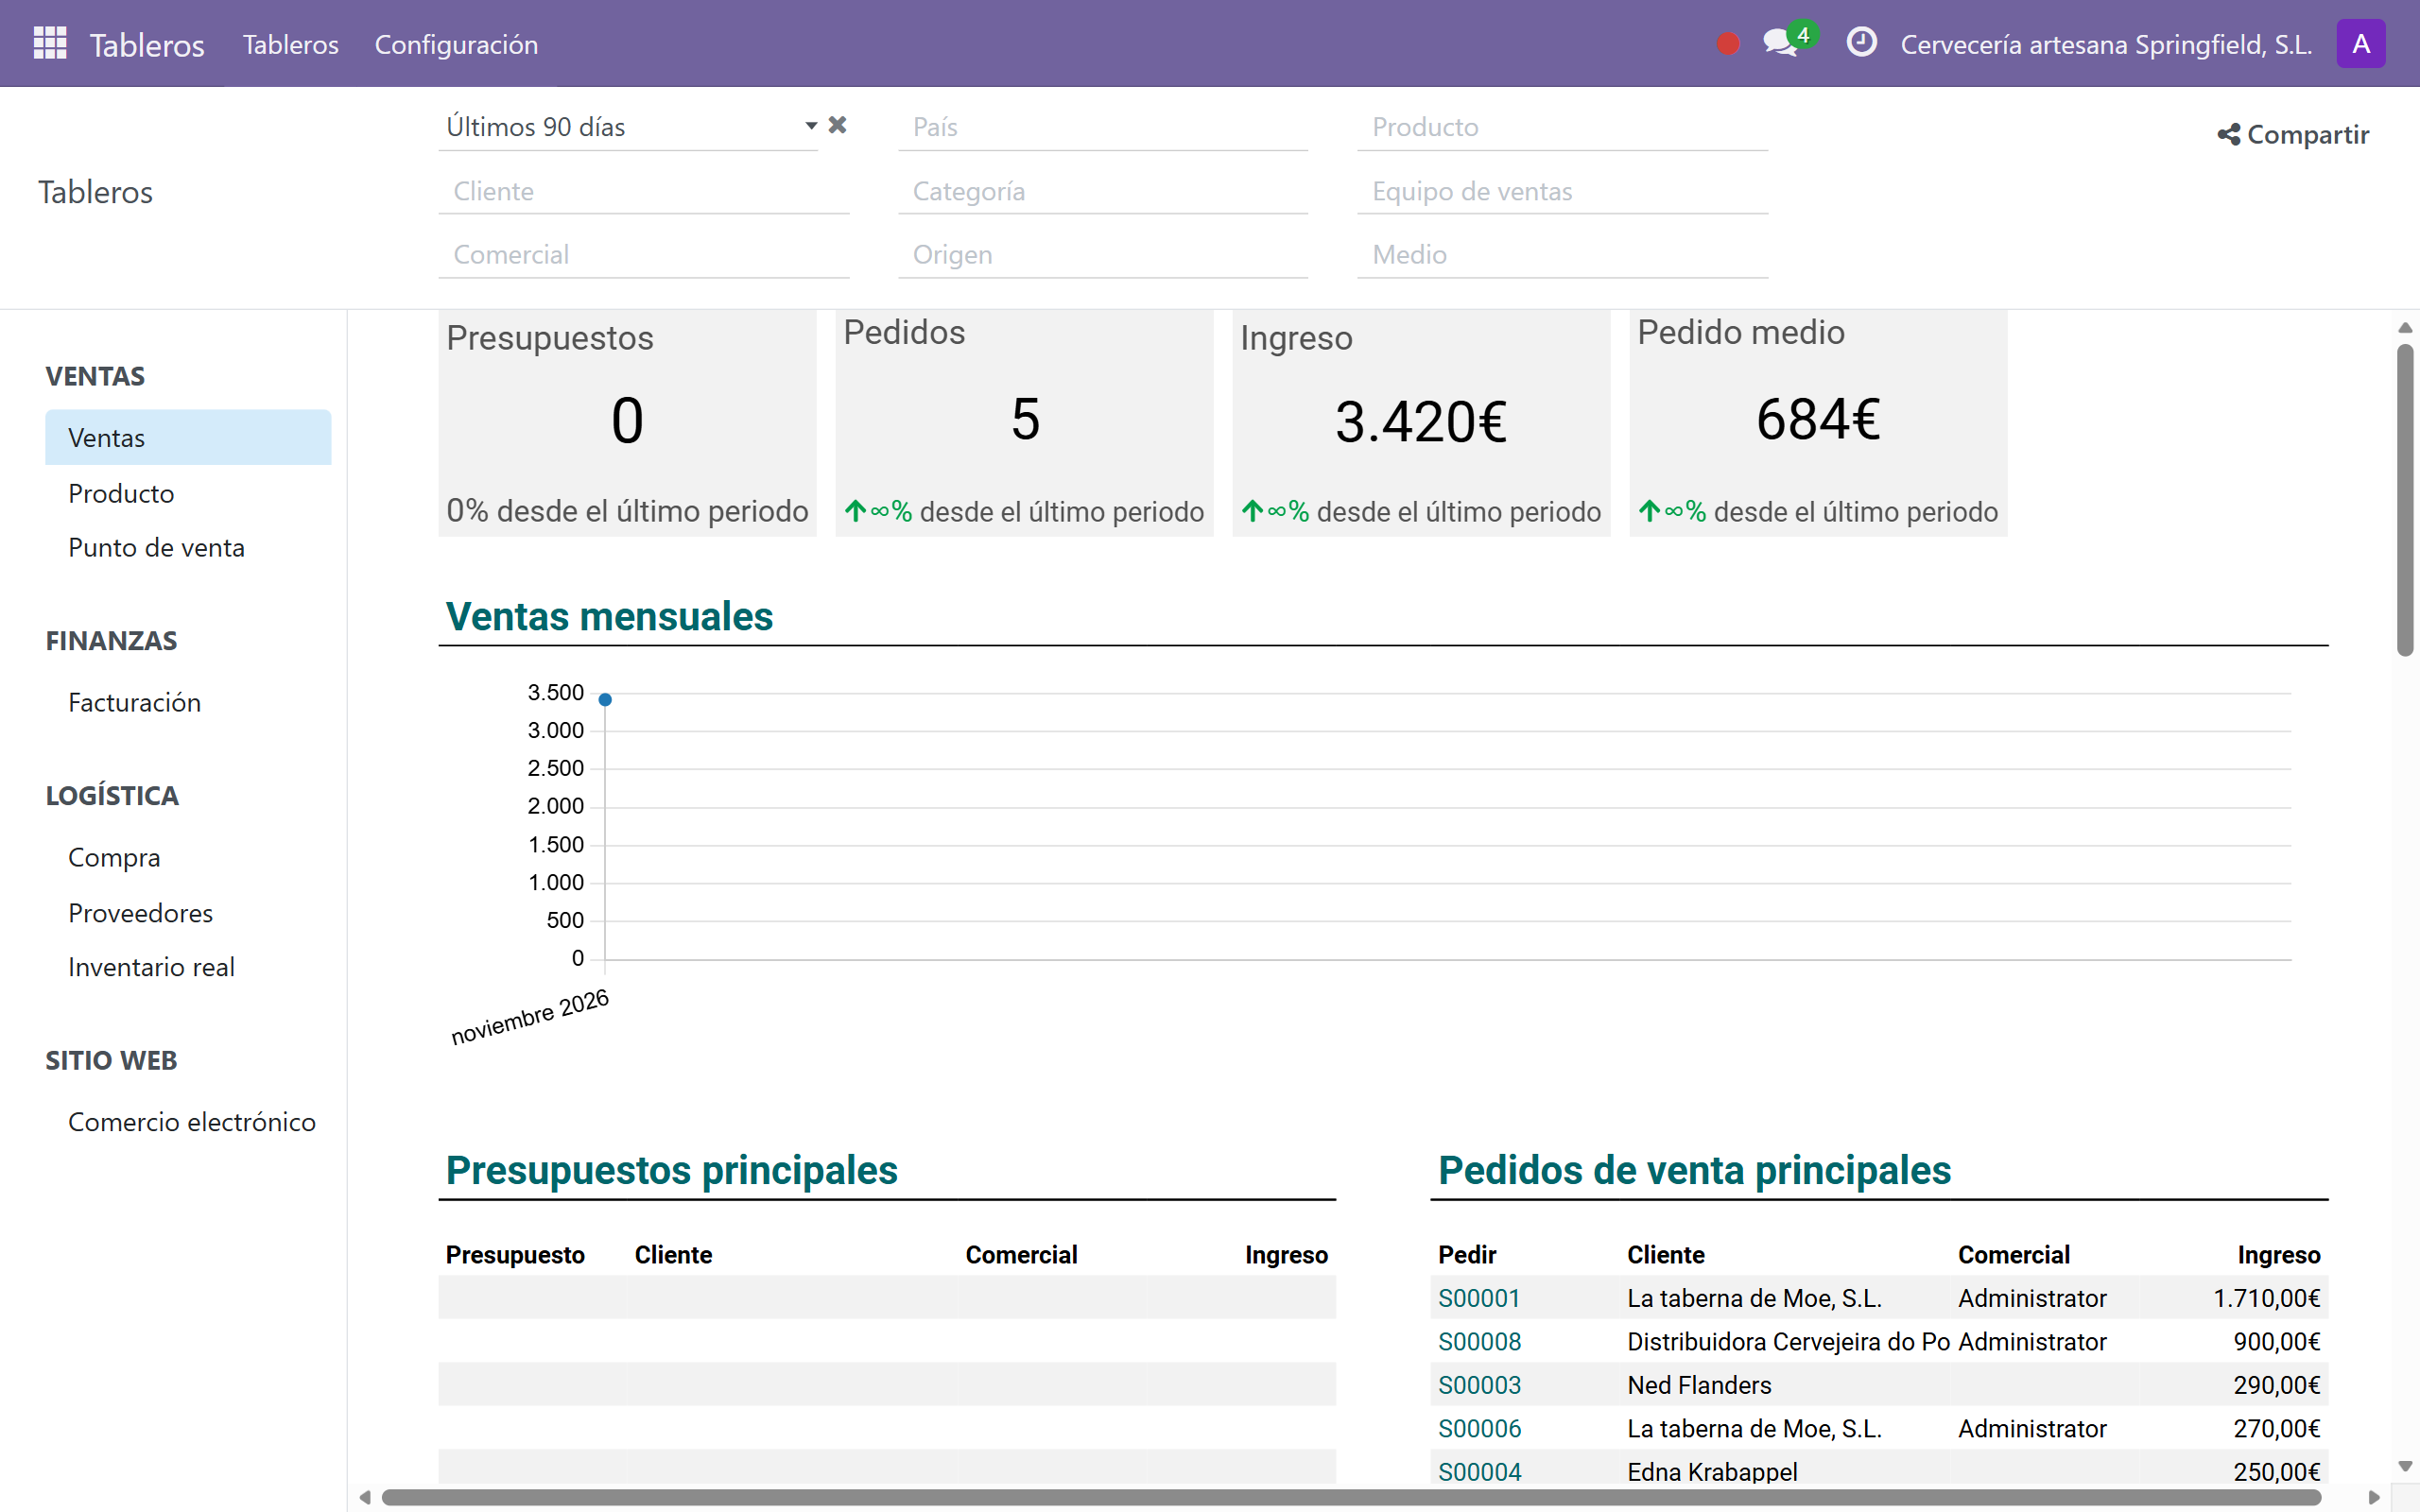 Tableros Tableros Configuración 4 Cervecería artesana Springfield, S.L. A
Últimos 90 días País Producto Compartir
Tableros
Cliente Categoría Equipo de ventas
Comercial Origen Medio
VENTAS
Ventas
Producto
Punto de venta
FINANZAS
Facturación
LOGÍSTICA
Compra
Proveedores
Inventario real
SITIO WEB
Comercio electrónico
Presupuestos Pedidos Ingreso Pedido medio
0 5 3.420€ 684€
0% desde el último periodo ∞% desde el último periodo ∞% desde el último periodo ∞% desde el último periodo
Ventas mensuales
3.500
3.000
2.500
2.000
1.500
1.000
500
0
noviembre 2026
Presupuestos principales
Presupuesto Cliente Comercial Ingreso
Pedidos de venta principales
Pedir Cliente Comercial Ingreso
S00001 La taberna de Moe, S.L. Administrator 1.710,00€
S00008 Distribuidora Cervejeira do Po Administrator 900,00€
S00003 Ned Flanders 290,00€
S00006 La taberna de Moe, S.L. Administrator 270,00€
S00004 Edna Krabappel 250,00€